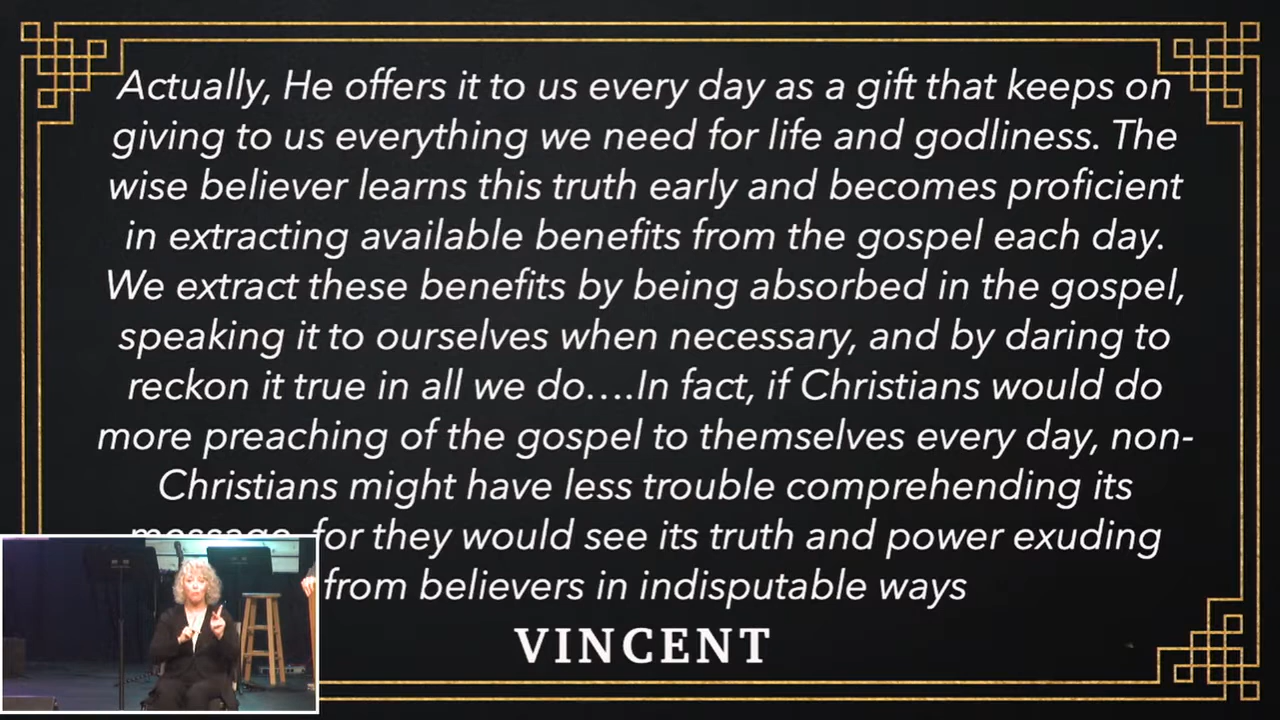 Actually, He offers it to us every day as a gift that keeps on
giving to us everything we need for life and godliness. The
wise believer learns this truth early and becomes proficient
in extracting available benefits from the gospel each day.
We extract these benefits by being absorbed in the gospel,
speaking it to ourselves when necessary, and by daring to
reckon it true in all we do....In fact, if Christians would do
more preaching of the gospel to themselves every day, non-
Christians might have less trouble comprehending its
message, for they would see its truth and power exuding
from believers in indisputable ways
VINCENT